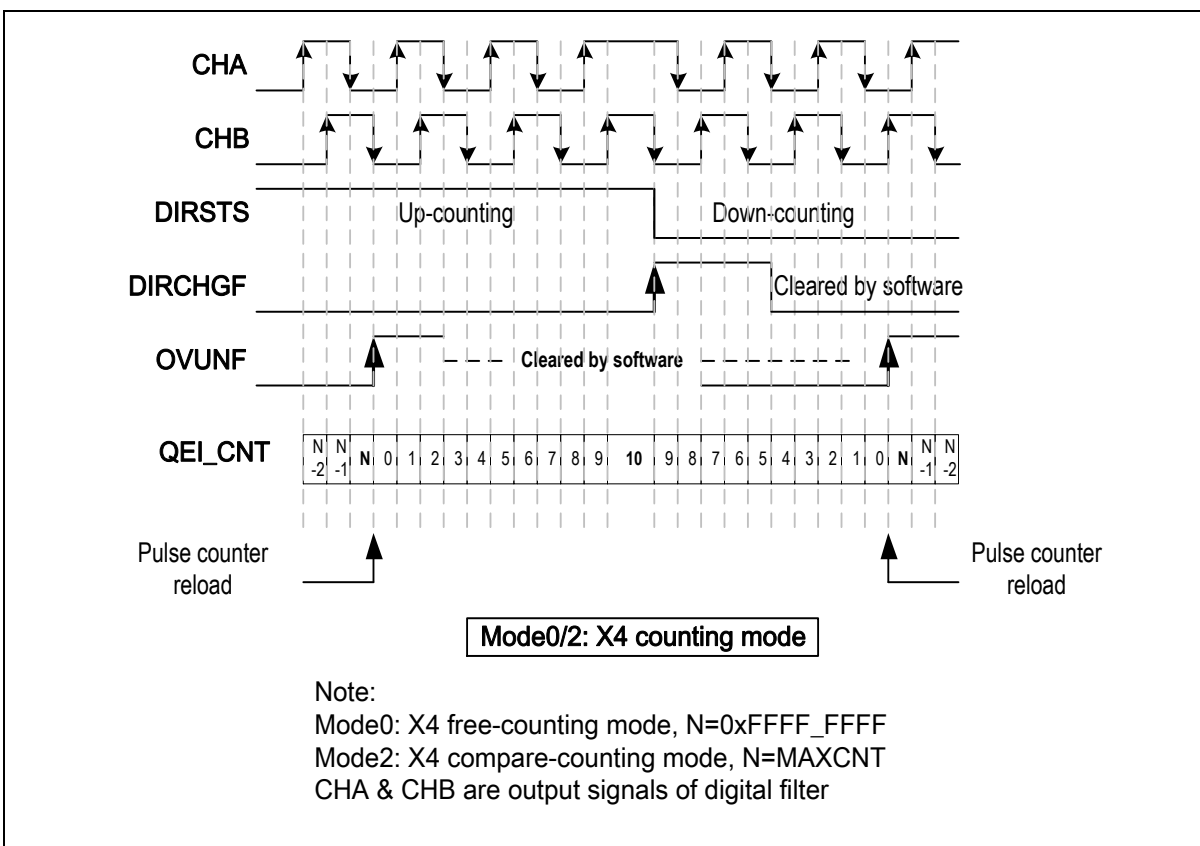 CHA
CHB
DIRSTS
Up-counting
Down-counting
DIRCHGF
Cleared by software
OVUNF
Cleared by software
QEI_CNT
N-2 N-1 N 0 1 2 3 4 5 6 7 8 9 10 9 8 7 6 5 4 3 2 1 0 N N-1 N-2
Pulse counter
reload
Pulse counter
reload
Mode0/2: X4 counting mode
Note:
Mode0: X4 free-counting mode, N=0xFFFF_FFFF
Mode2: X4 compare-counting mode, N=MAXCNT
CHA & CHB are output signals of digital filter